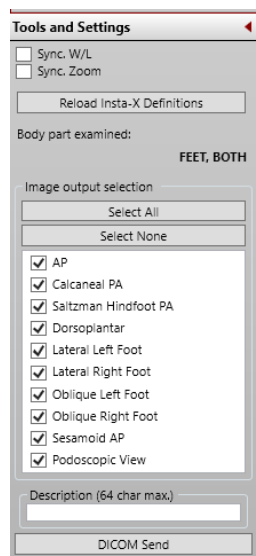 Tools and Settings
Sync. W/L
Sync. Zoom
Reload Insta-X Definitions
Body part examined:
FEET, BOTH
Image output selection
Select All
Select None
AP
Calcaneal PA
Saltzman Hindfoot PA
Dorsoplantar
Lateral Left Foot
Lateral Right Foot
Oblique Left Foot
Oblique Right Foot
Sesamoid AP
Podoscopic View
Description (64 char max.)
DICOM Send